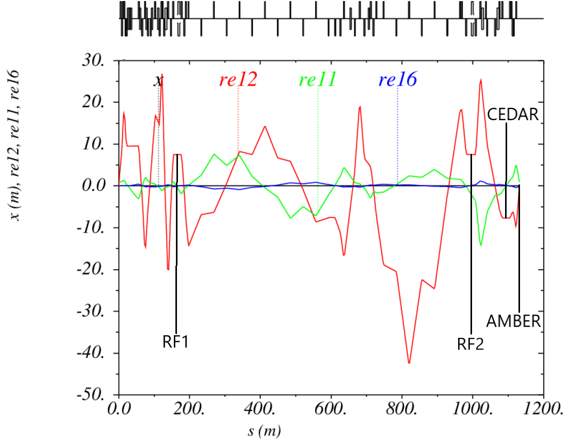 x re12 re11 re16
x (m), re12, re11, re16
30.
20.
10.
0.0
-10.
-20.
-30.
-40.
-50.
CEDAR
AMBER
RF1
RF2
0.0 200. 400. 600. 800. 1000. 1200.
s (m)